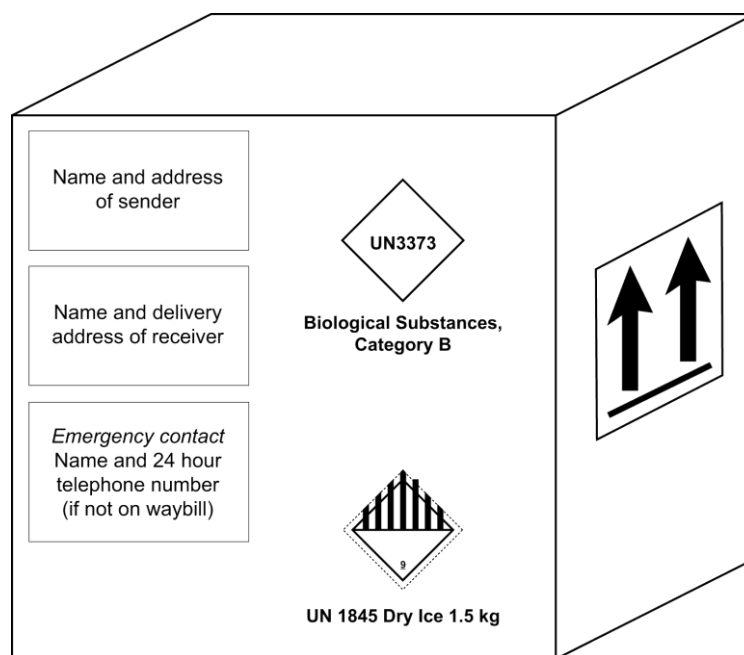 Name and address
of sender
Name and delivery
address of receiver
Emergency contact
Name and 24 hour
telephone number
(if not on waybill)
UN3373
Biological Substances,
Category B
9
UN 1845 Dry Ice 1.5 kg